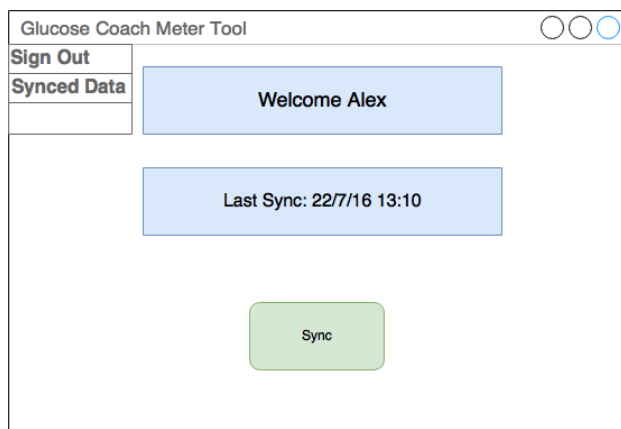 Glucose Coach Meter Tool
Sign Out
Synced Data
Welcome Alex
Last Sync: 22/7/16 13:10
Sync